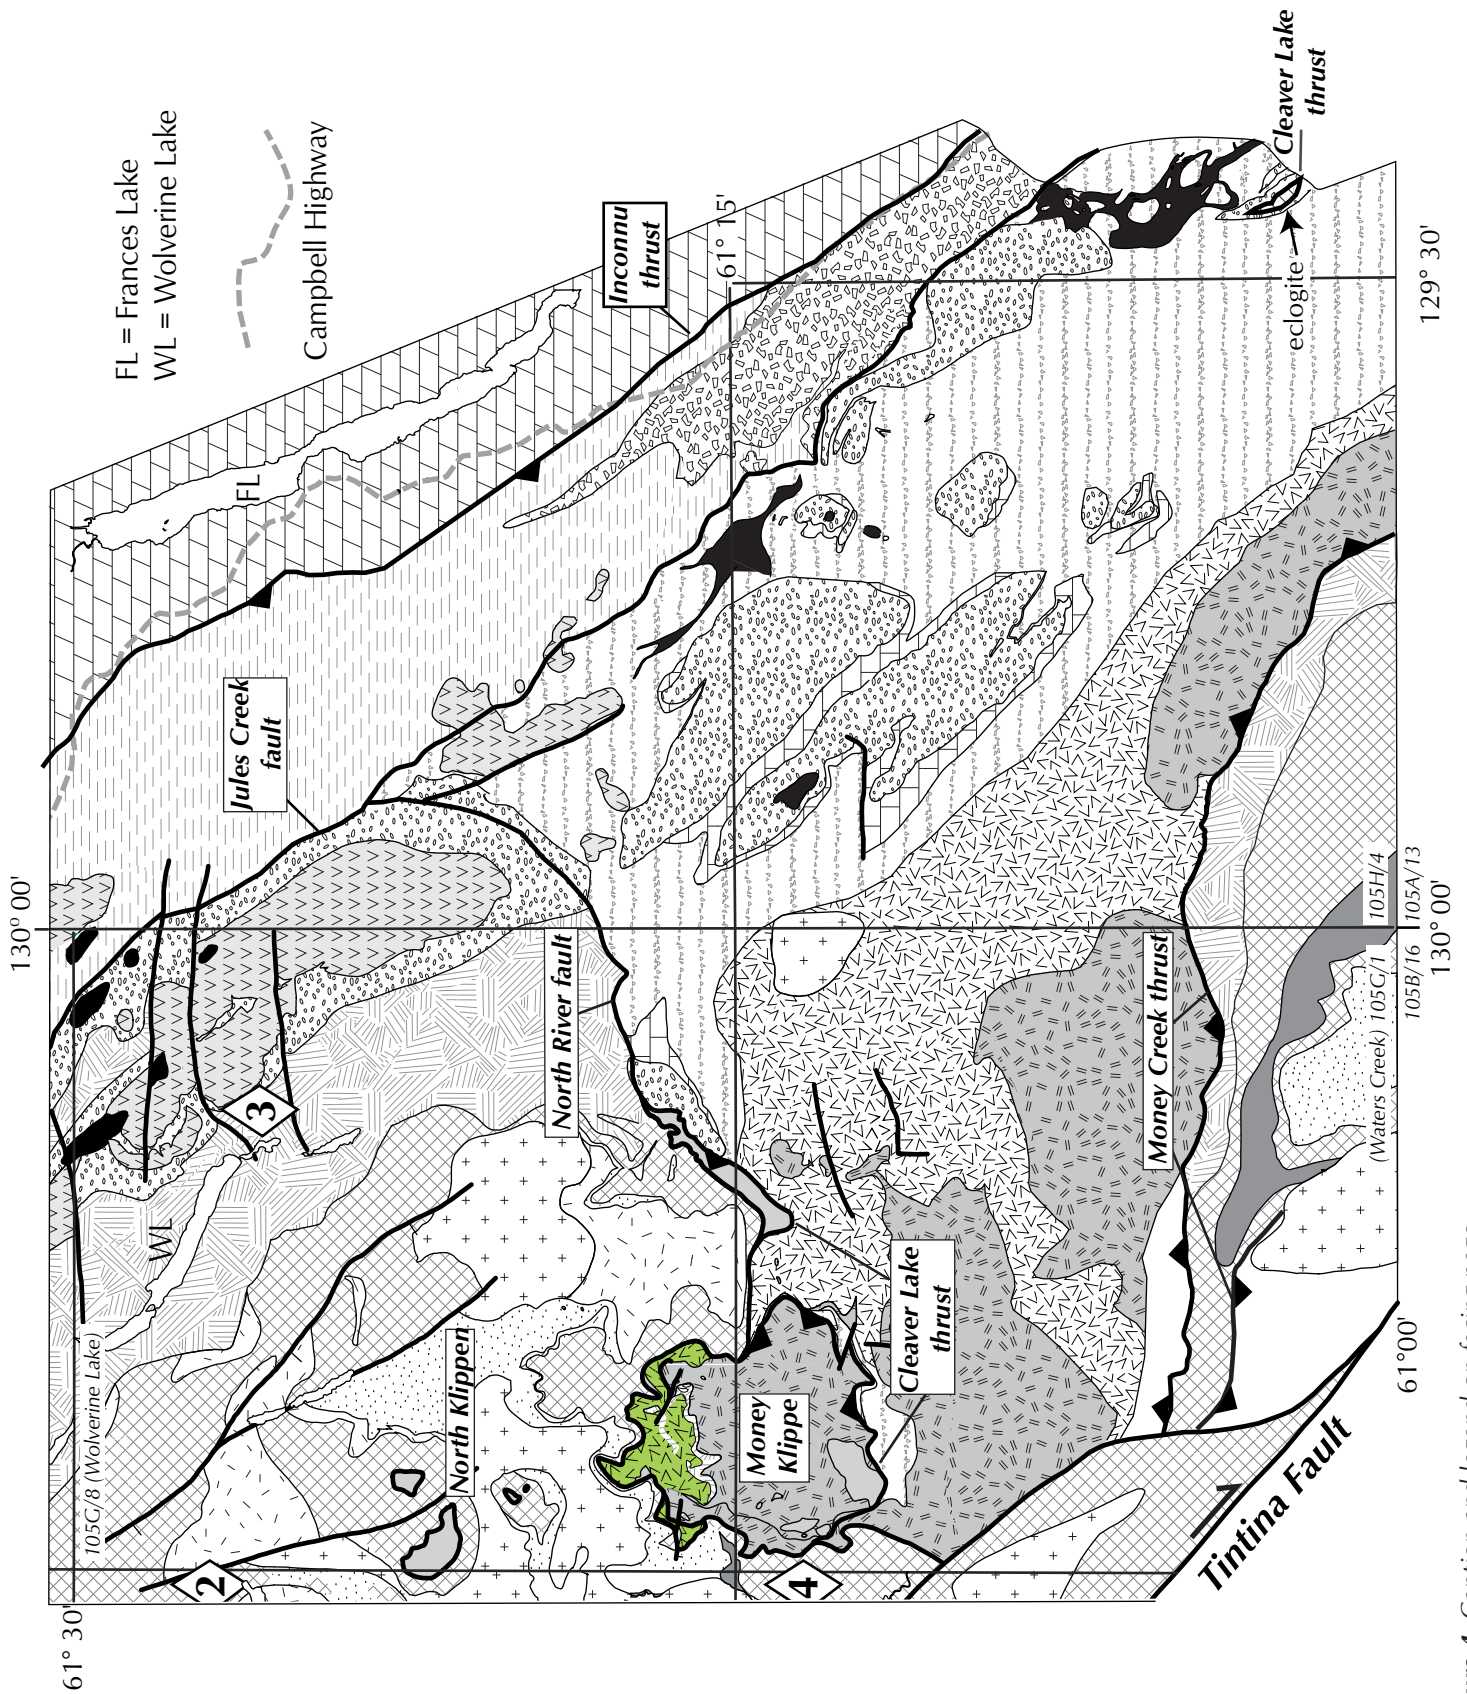 FL = Frances Lake
WL = Wolverine Lake
Campbell Highway
130° 00'
61° 30'
105G/8 (Wolverine Lake)
WL
FL
Jules Creek
fault
Inconnu
thrust
61° 15'
3
2
4
North River fault
North Klippen
Money
Klippe
Cleaver Lake
thrust
Money Creek thrust
Cleaver Lake
thrust
eclogite
129° 30'
(Waters Creek) 105G/1
105H/4
105B/16
105A/13
130° 00'
61°00'
Tintina Fault